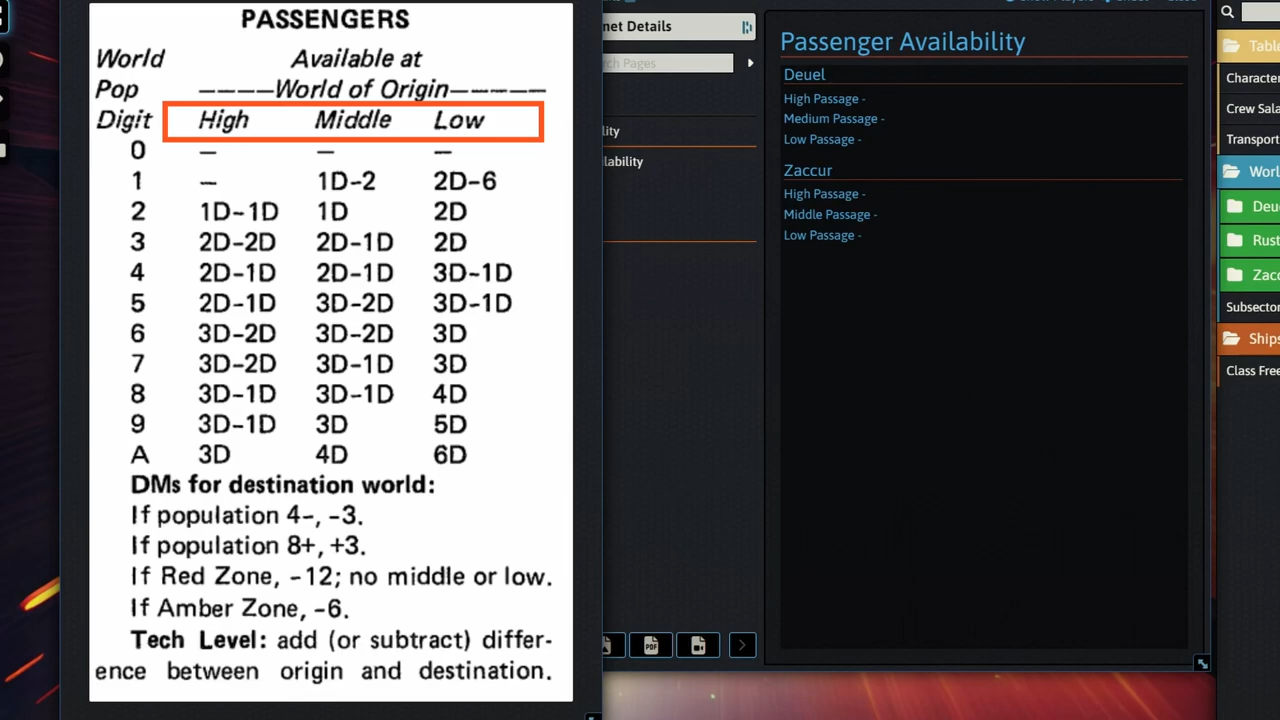 PASSENGERS
World Available at
Pop ----World of Origin-----
Digit High Middle Low
0 – – –
1 – 1D-2 2D-6
2 1D-1D 1D 2D
3 2D-2D 2D-1D 2D
4 2D-1D 2D-1D 3D-1D
5 2D-1D 3D-2D 3D-1D
6 3D-2D 3D-2D 3D
7 3D-2D 3D-1D 3D
8 3D-1D 3D-1D 4D
9 3D-1D 3D 5D
A 3D 4D 6D
DMs for destination world:
If population 4-, -3.
If population 8+, +3.
If Red Zone, -12; no middle or low.
If Amber Zone, -6.
Tech Level: add (or subtract) differ-
ence between origin and destination.
net Details
rch Pages
ility
lability
PDF
Passenger Availability
Deuel
High Passage -
Medium Passage -
Low Passage -
Zaccur
High Passage -
Middle Passage -
Low Passage -
Table
Character
Crew Sala
Transport
Worl
Deue
Rust
Zacc
Subsector
Ships
Class Free